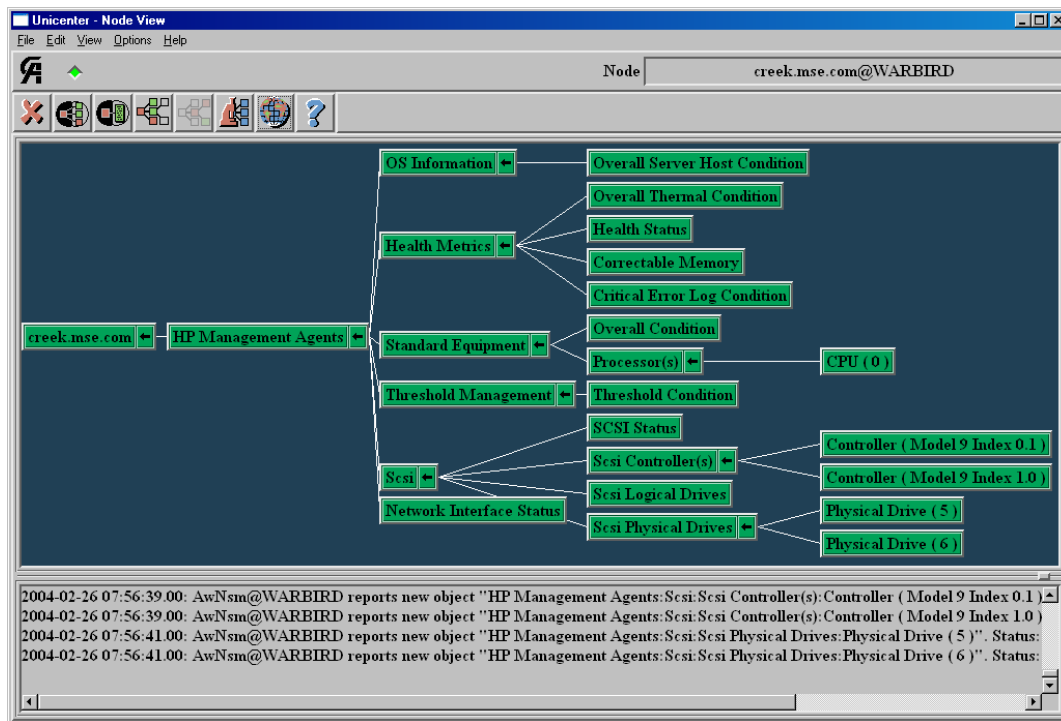 Unicenter - Node View
File Edit View Options Help
Node creek.mse.com@WARBIRD
OS Information
Overall Server Host Condition
Overall Thermal Condition
Health Status
Health Metrics
Correctable Memory
Critical Error Log Condition
Overall Condition
creek.mse.com
HP Management Agents
Standard Equipment
Processor(s)
CPU ( 0 )
Threshold Management
Threshold Condition
SCSI Status
Controller ( Model 9 Index 0.1 )
Scsi Controller(s)
Scsi
Controller ( Model 9 Index 1.0 )
Scsi Logical Drives
Network Interface Status
Physical Drive ( 5 )
Scsi Physical Drives
Physical Drive ( 6 )
2004-02-26 07:56:39.00: AwNsm@WARBIRD reports new object "HP Management Agents:Scsi:Scsi Controller(s):Controller ( Model 9 Index 0.1 )
2004-02-26 07:56:39.00: AwNsm@WARBIRD reports new object "HP Management Agents:Scsi:Scsi Controller(s):Controller ( Model 9 Index 1.0 )
2004-02-26 07:56:41.00: AwNsm@WARBIRD reports new object "HP Management Agents:Scsi:Scsi Physical Drives:Physical Drive ( 5 )". Status:
2004-02-26 07:56:41.00: AwNsm@WARBIRD reports new object "HP Management Agents:Scsi:Scsi Physical Drives:Physical Drive ( 6 )". Status: